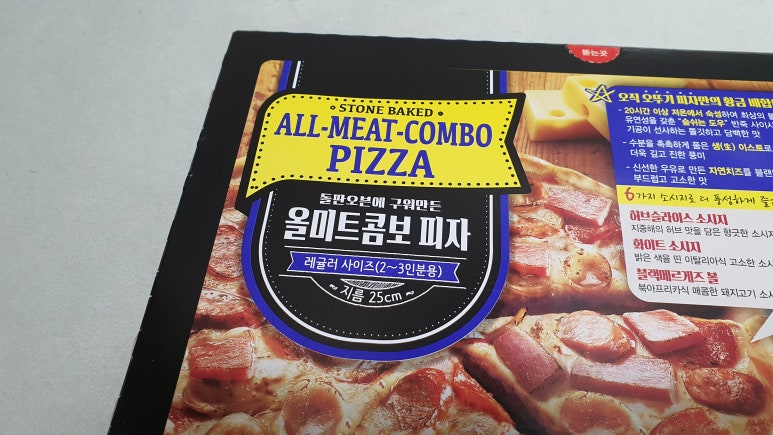 뜯는곳
STONE BAKED
ALL-MEAT-COMBO
PIZZA
돌판오븐에 구워만든
올미트콤보 피자
레귤러 사이즈(2~3인분용)
~ 지름 25cm ~
오직 오뚜기 피자만의 황금 배합
- 20시간 이상 저온에서 숙성하여 최상의
유연성을 갖춘 "숨쉬는 도우" 반죽 사이
기공이 선사하는 쫄깃하고 담백한 맛
- 수분을 촉촉하게 품은 생(生) 이스트로
더욱 깊고 진한 풍미
- 신선한 우유로 만든 자연치즈를
부드럽고 고소한 맛
6가지 소시지로 더 풍성하게
허브슬라이스 소시지
지중해의 허브 맛을 담은 향긋한 소시지
화이트 소시지
밝은 색을 띤 이탈리아식 고소한
블랙페르게즈 볼
북아프리카식 매콤한 돼지고기